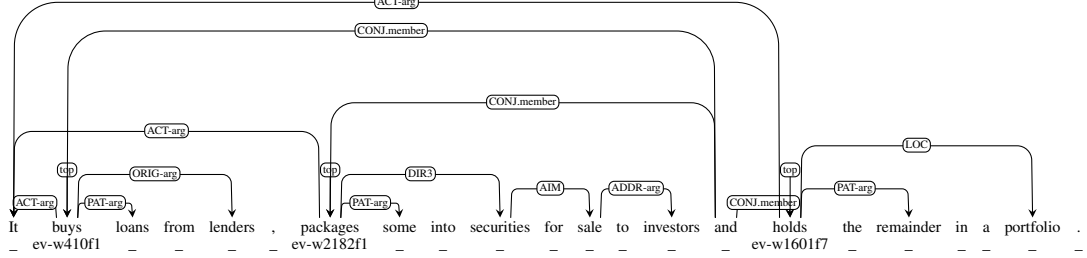 ACT-arg
CONJ.member
CONJ.member
ACT-arg
LOC
top ORIG-arg top DIR3 top
ACT-arg PAT-arg PAT-arg AIM ADDR-arg CONJ.member PAT-arg
It buys loans from lenders , packages some into securities for sale to investors and holds the remainder in a portfolio .
_ ev-w410f1 _ _ _ _ ev-w2182f1 _ _ _ _ _ _ _ _ ev-w1601f7 _ _ _ _ _ _